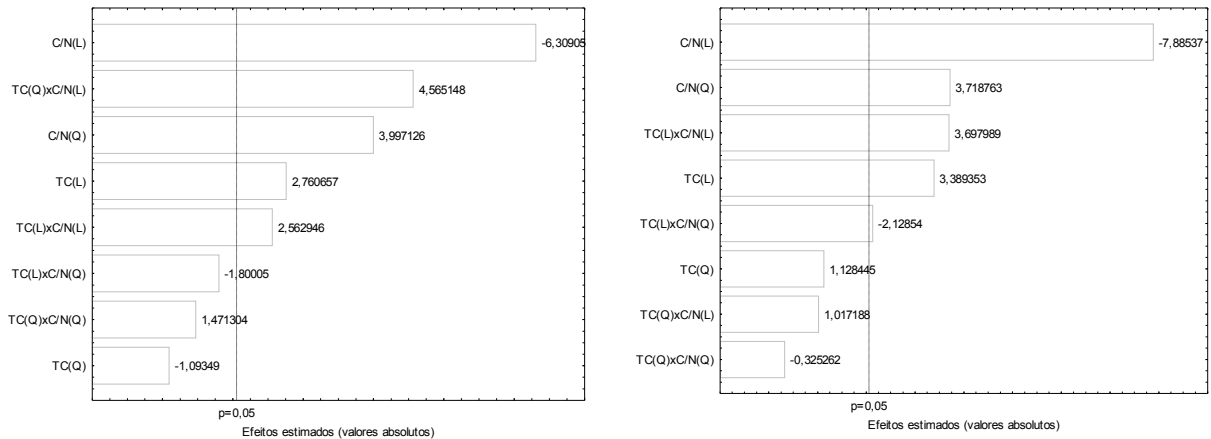 C/N(L)
-6,30905
TC(Q)xC/N(L)
4,565148
C/N(Q)
3,997126
TC(L)
2,760657
TC(L)xC/N(L)
2,562946
TC(L)xC/N(Q)
-1,80005
TC(Q)xC/N(Q)
1,471304
TC(Q)
-1,09349
p=0,05
Efeitos estimados (valores absolutos)
C/N(L)
-7,88537
C/N(Q)
3,718763
TC(L)xC/N(L)
3,697989
TC(L)
3,389353
TC(L)xC/N(Q)
-2,12854
TC(Q)
1,128445
TC(Q)xC/N(L)
1,017188
TC(Q)xC/N(Q)
-0,325262
p=0,05
Efeitos estimados (valores absolutos)